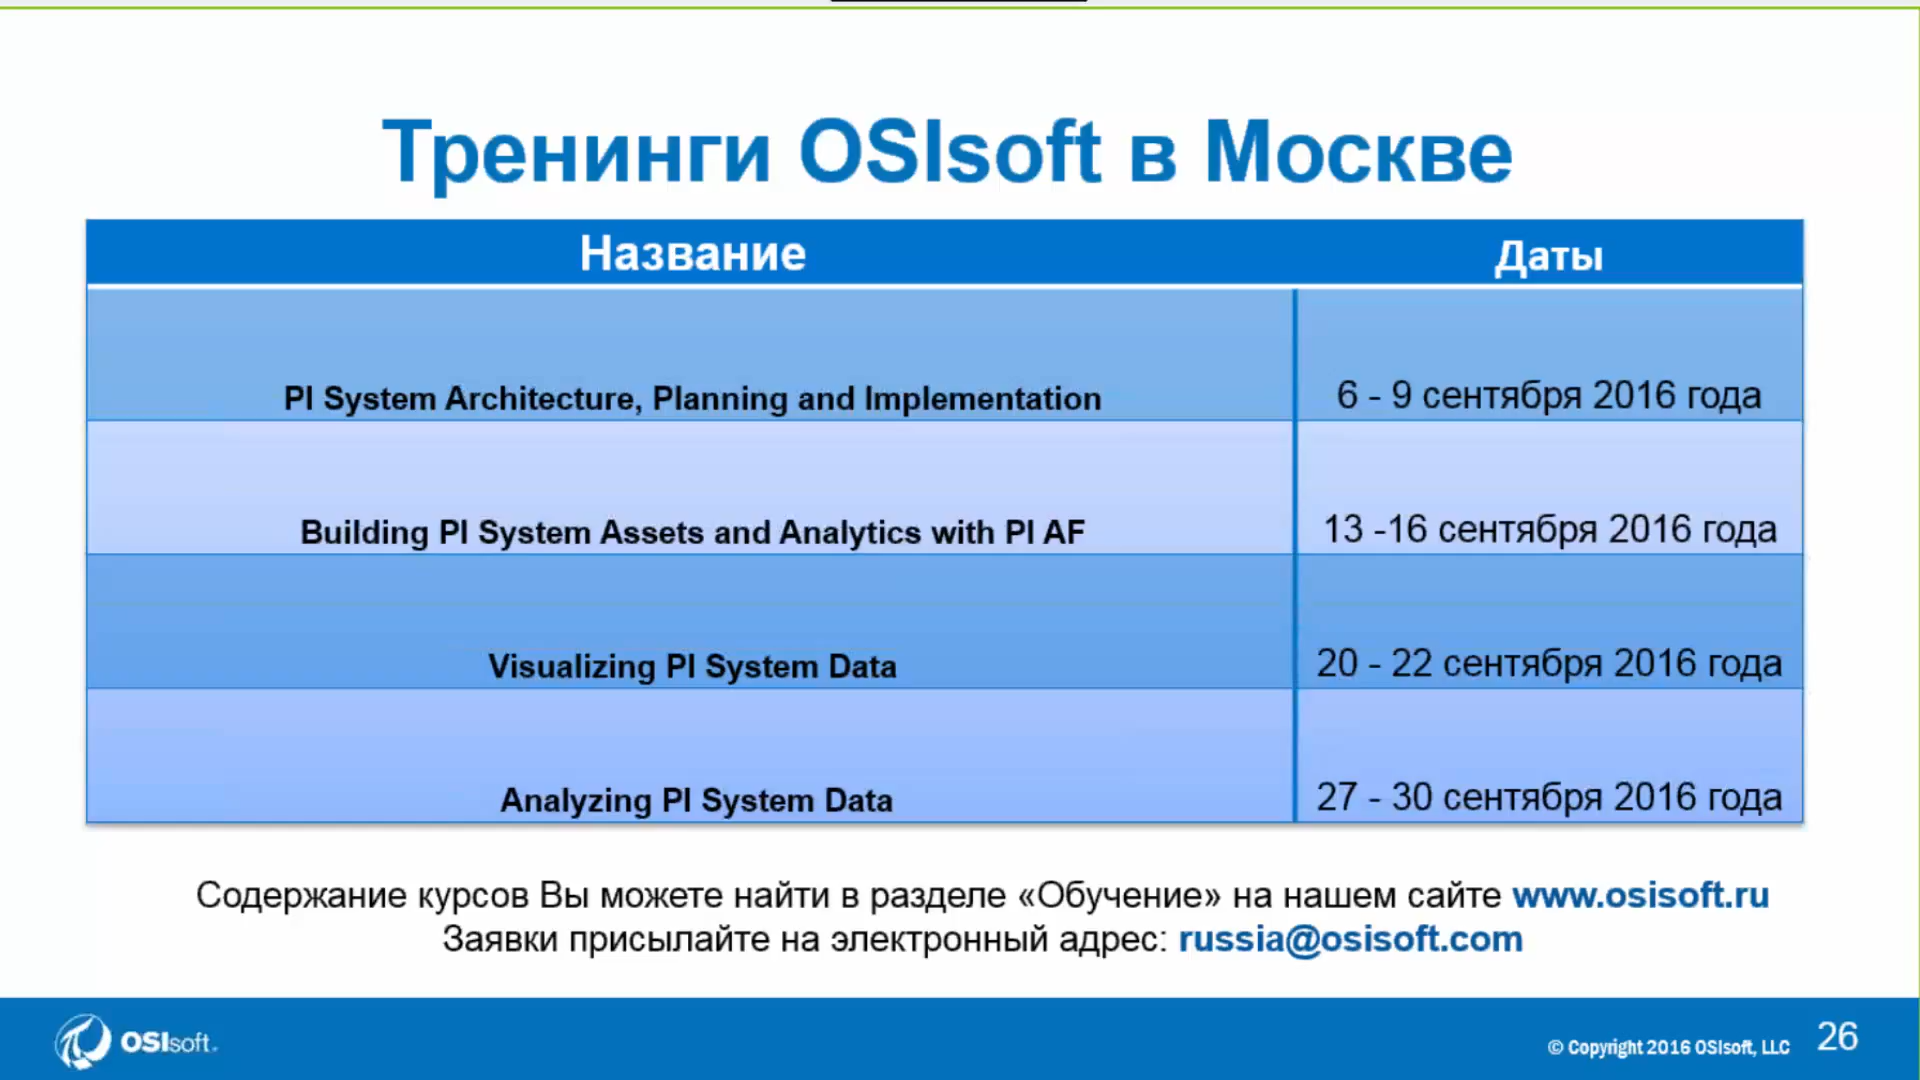 Тренинги OSIsoft в Москве
Название Даты
PI System Architecture, Planning and Implementation 6 - 9 сентября 2016 года
Building PI System Assets and Analytics with PI AF 13 -16 сентября 2016 года
Visualizing PI System Data 20 - 22 сентября 2016 года
Analyzing PI System Data 27 - 30 сентября 2016 года
Содержание курсов Вы можете найти в разделе «Обучение» на нашем сайте www.osisoft.ru
Заявки присылайте на электронный адрес: russia@osisoft.com
OSIsoft. © Copyright 2016 OSIsoft, LLC 26